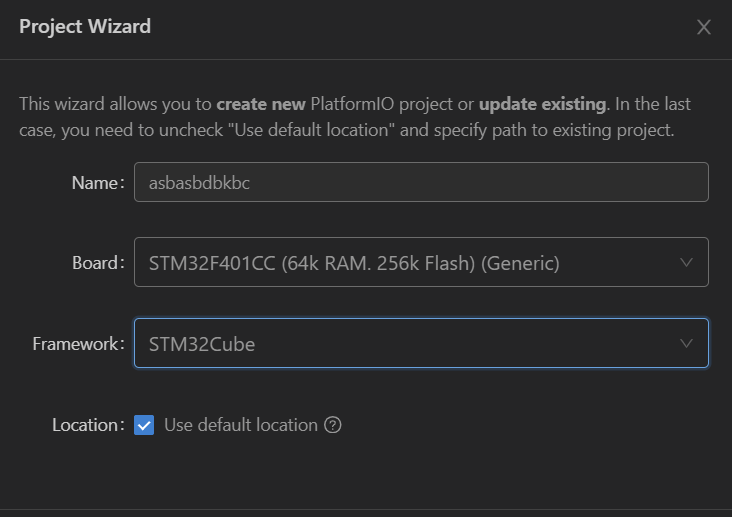 Project Wizard
This wizard allows you to create new PlatformIO project or update existing. In the last
case, you need to uncheck "Use default location" and specify path to existing project.
Name:
asbasbdbkbc
Board:
STM32F401CC (64k RAM. 256k Flash) (Generic)
Framework:
STM32Cube
Location:
Use default location